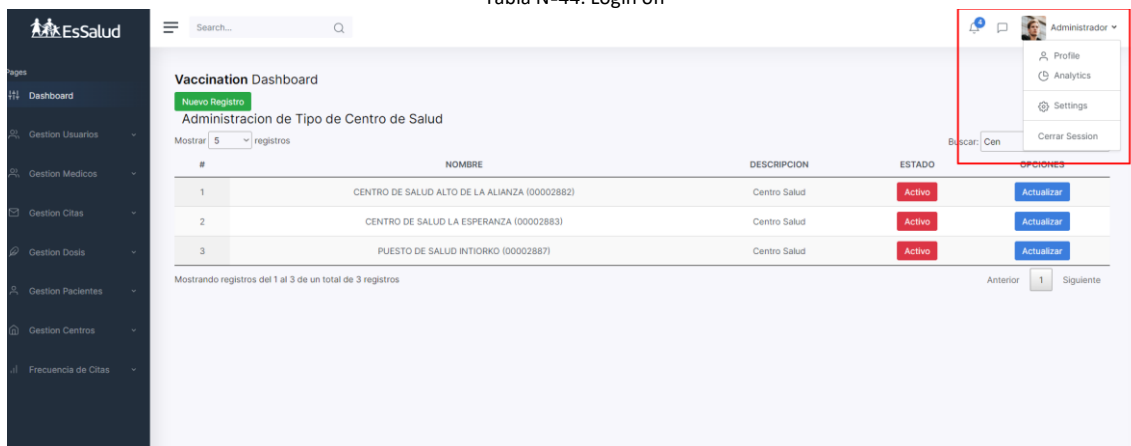 Tabla Nº44: Login Off
EsSalud
Search...
4
Administrador
Profile
Analytics
Settings
Cerrar Session
Pages
Dashboard
Gestion Usuarios
Gestion Medicos
Gestion Citas
Gestion Dosis
Gestion Pacientes
Gestion Centros
Frecuencia de Citas
Vaccination Dashboard
Nuevo Registro
Administracion de Tipo de Centro de Salud
Mostrar 5 registros
Buscar: Cen
# NOMBRE DESCRIPCION ESTADO OPCIONES
1 CENTRO DE SALUD ALTO DE LA ALIANZA (00002882) Centro Salud Activo Actualizar
2 CENTRO DE SALUD LA ESPERANZA (00002883) Centro Salud Activo Actualizar
3 PUESTO DE SALUD INTIORKO (00002887) Centro Salud Activo Actualizar
Mostrando registros del 1 al 3 de un total de 3 registros
Anterior 1 Siguiente